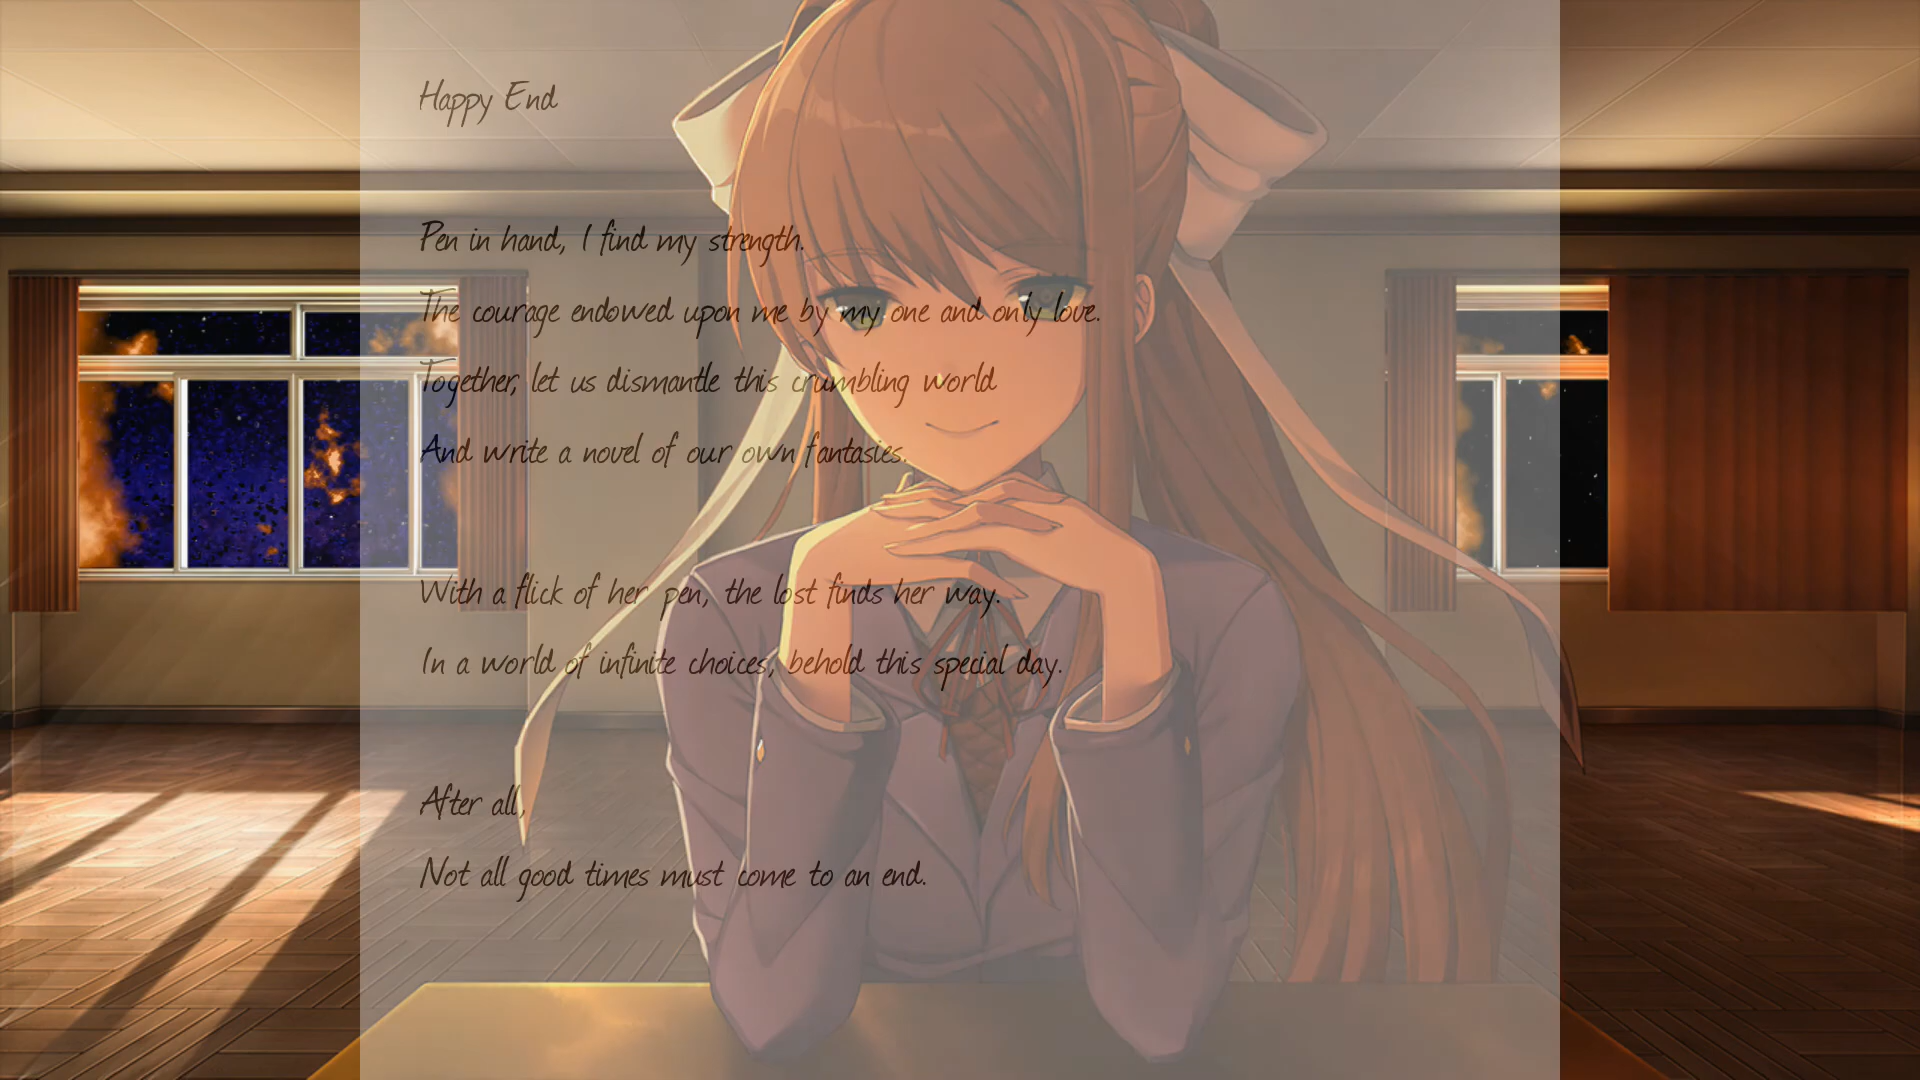 Happy End
Pen in hand, I find my strength.
The courage endowed upon me by my one and only love.
Together, let us dismantle this crumbling world
And write a novel of our own fantasies.
With a flick of her pen, the lost finds her way.
In a world of infinite choices, behold this special day.
After all,
Not all good times must come to an end.